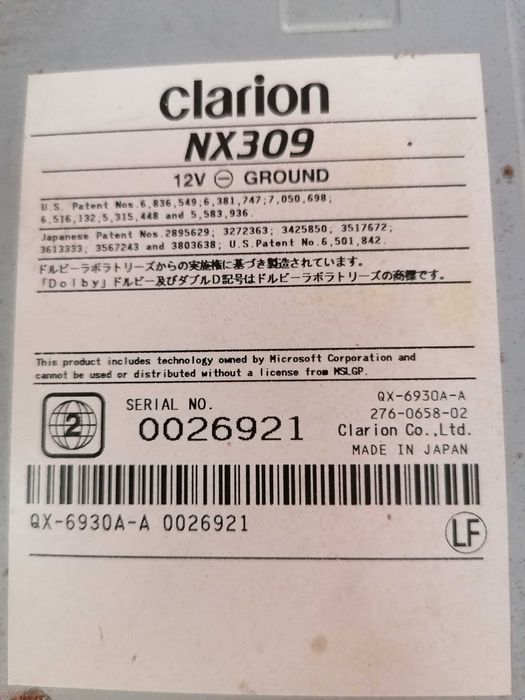 clarion
NX309
12V ⊖ GROUND
U.S. Patent Nos.6,836,549;6,381,747;7,050,698;
6,516,132;5,315,448 and 5,583,936.
Japanese Patent Nos.2895629; 3272363; 3425850; 3517672;
3613333; 3567243 and 3803638; U.S.Patent No.6,501,842.
ドルビーラボラトリーズからの実施権に基づき製造されています。
「Dolby」ドルビー及びダブルD記号はドルビーラボラトリーズの商標です。
This product includes technology owned by Microsoft Corporation and
cannot be used or distributed without a license from MSLGP.
2
SERIAL NO.
0026921
QX-6930A-A
276-0658-02
Clarion Co.,Ltd.
MADE IN JAPAN
QX-6930A-A 0026921
LF